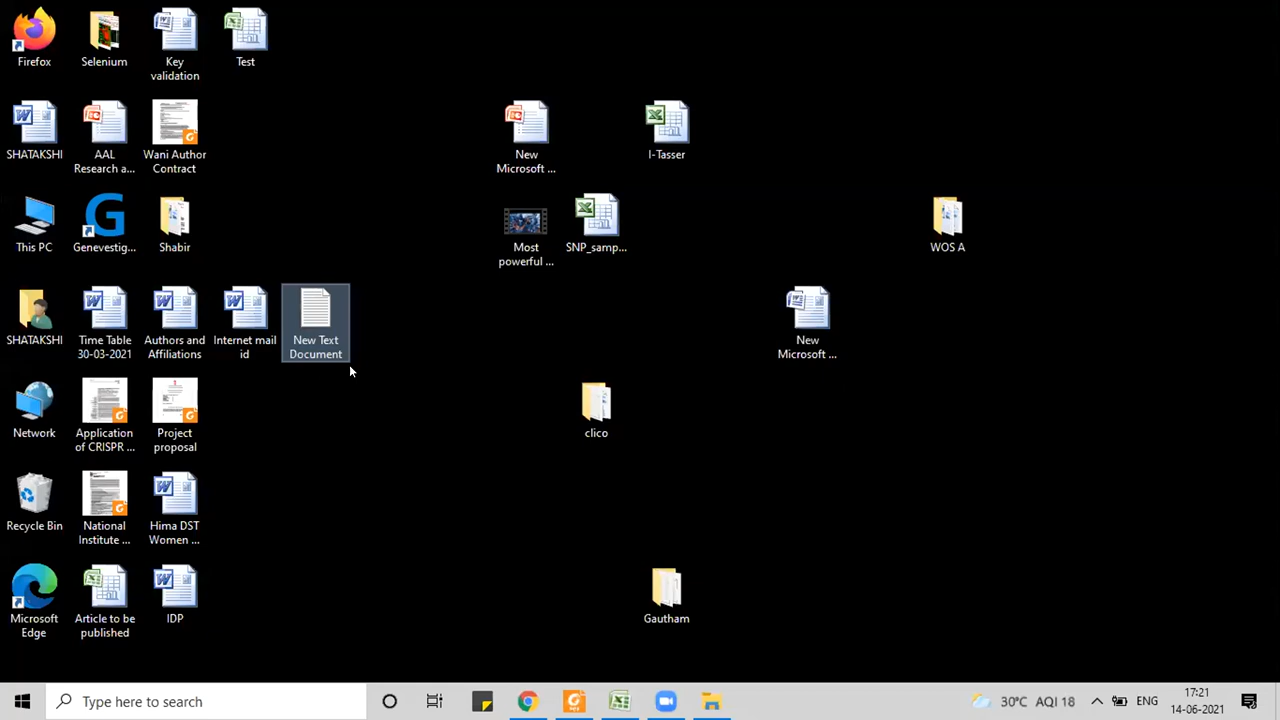 Firefox
Selenium
Key
validation
Test
SHATAKSHI
AAL
Research a...
Wani Author
Contract
New
Microsoft ...
I-Tasser
This PC
Genevestig...
Shabir
Most
powerful ...
SNP_samp...
WOS A
SHATAKSHI
Time Table
30-03-2021
Authors and
Affiliations
Internet mail
id
New Text
Document
New
Microsoft ...
Network
Application
of CRISPR ...
Project
proposal
clico
Recycle Bin
National
Institute ...
Hima DST
Women ...
Microsoft
Edge
Article to be
published
IDP
Gautham
Type here to search
30°C AQI 18
ENG
17:21
14-06-2021